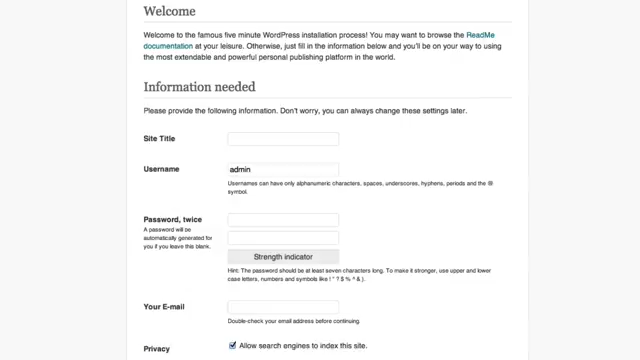 Welcome
Welcome to the famous five minute WordPress installation process! You may want to browse the ReadMe
documentation at your leisure. Otherwise, just fill in the information below and you'll be on your way to using
the most extendable and powerful personal publishing platform in the world.
Information needed
Please provide the following information. Don't worry, you can always change these settings later.
Site Title
Username
admin
Usernames can have only alphanumeric characters, spaces, underscores, hyphens, periods and the @
symbol.
Password, twice
A password will be
automatically generated for
you if you leave this blank.
Strength indicator
Hint: The password should be at least seven characters long. To make it stronger, use upper and lower
case letters, numbers and symbols like ! " ? $ % ^ & ).
Your E-mail
Double-check your email address before continuing.
Privacy
Allow search engines to index this site.